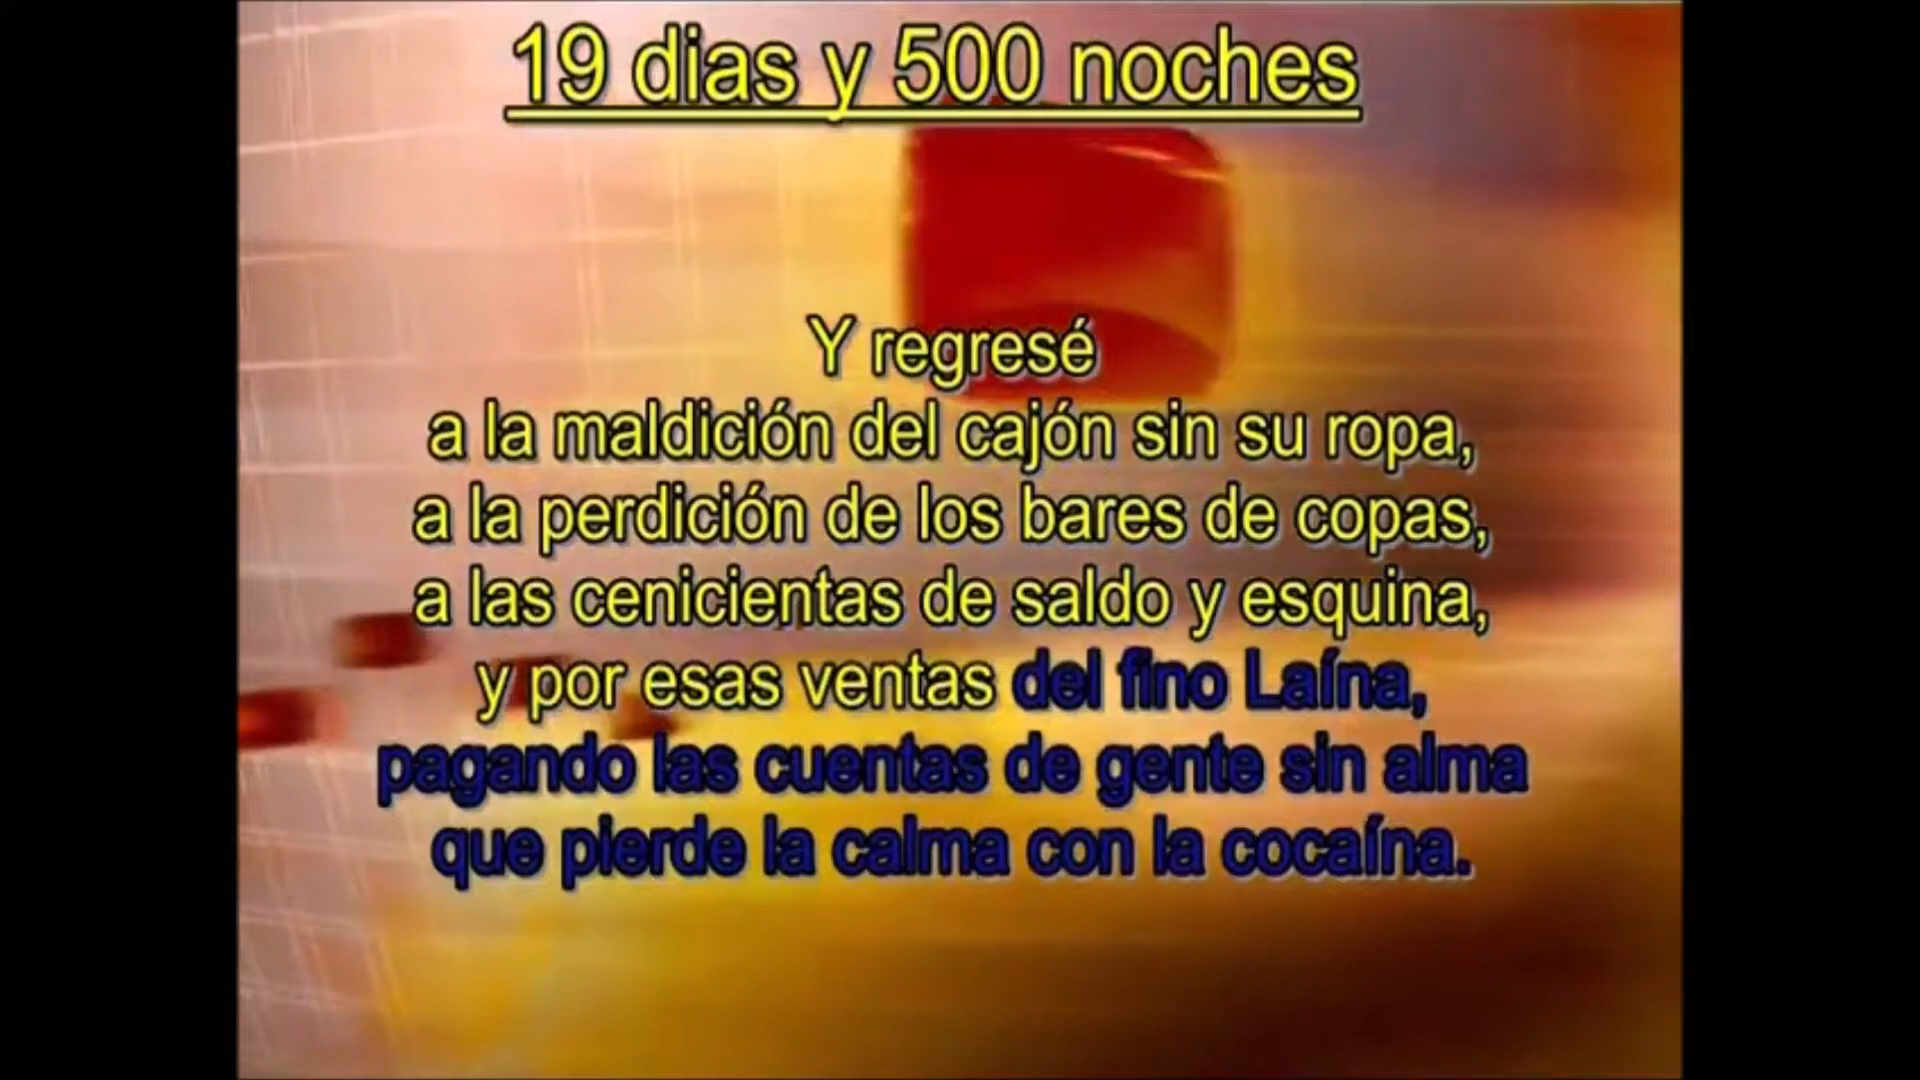 19 dias y 500 noches
Y regresé
a la maldición del cajón sin su ropa,
a la perdición de los bares de copas,
a las cenicientas de saldo y esquina,
y por esas ventas del fino Laína,
pagando las cuentas de gente sin alma
que pierde la calma con la cocaína.